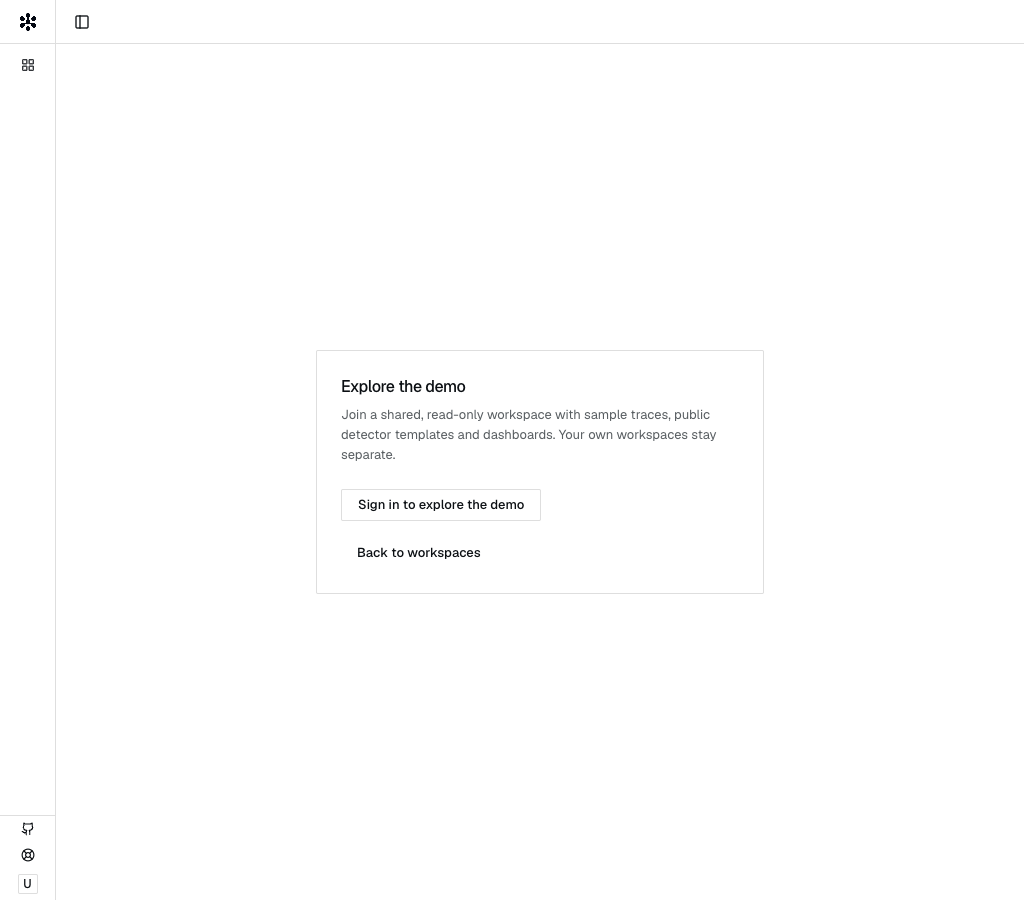 Explore the demo
Join a shared, read-only workspace with sample traces, public
detector templates and dashboards. Your own workspaces stay
separate.
Sign in to explore the demo
Back to workspaces
U